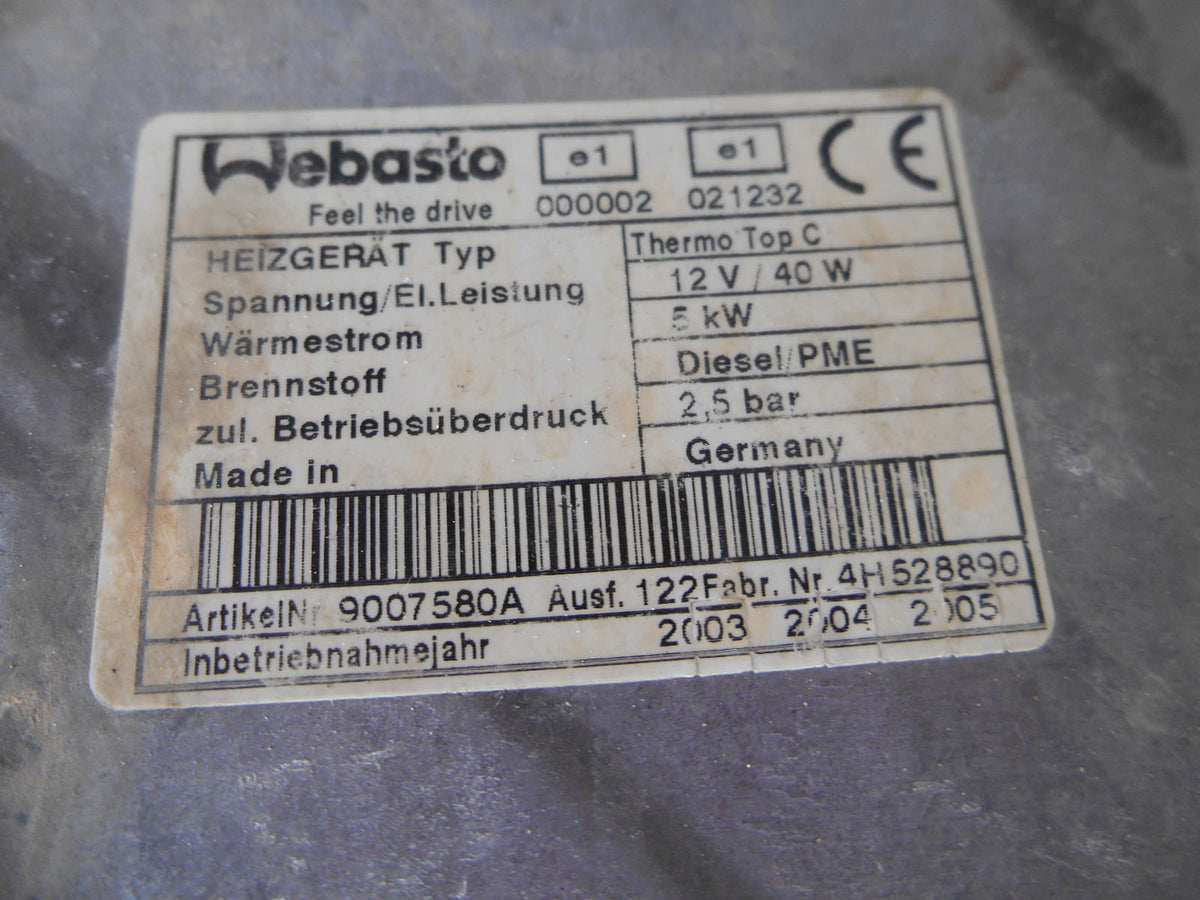 Webasto e1 e1 CE
Feel the drive 000002 021232
HEIZGERÄT Typ Thermo Top C
Spannung/El.Leistung 12 V / 40 W
Wärmestrom 5 kW
Brennstoff Diesel/PME
zul. Betriebsüberdruck 2,5 bar
Made in Germany
ArtikelNr 9007580A Ausf. 122 Fabr. Nr. 4H528890
Inbetriebnahmejahr 2003 2004 2005